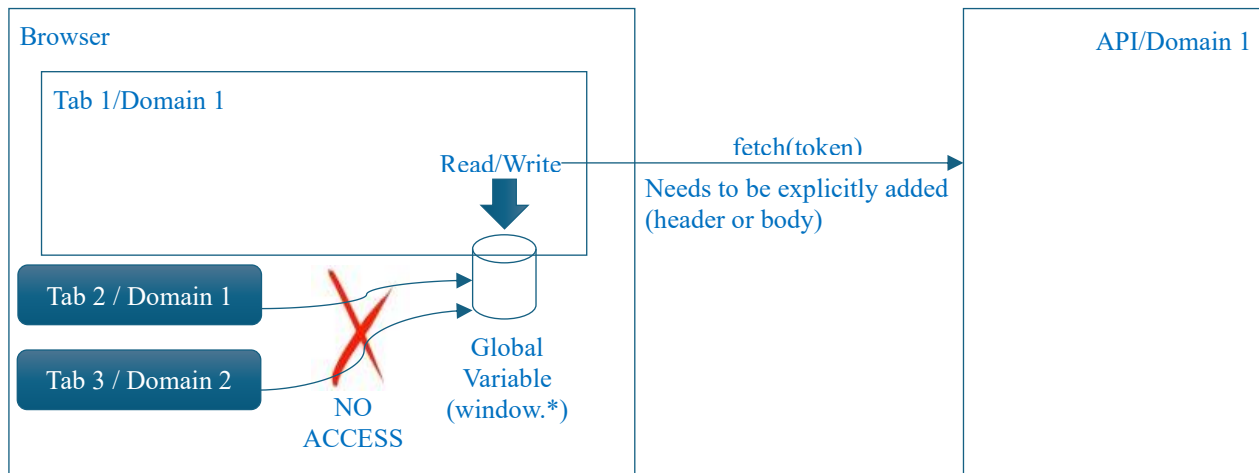 Browser
API/Domain 1
Tab 1/Domain 1
Read/Write
fetch(token)
Needs to be explicitly added
(header or body)
Tab 2 / Domain 1
Tab 3 / Domain 2
NO
ACCESS
Global
Variable
(window.*)